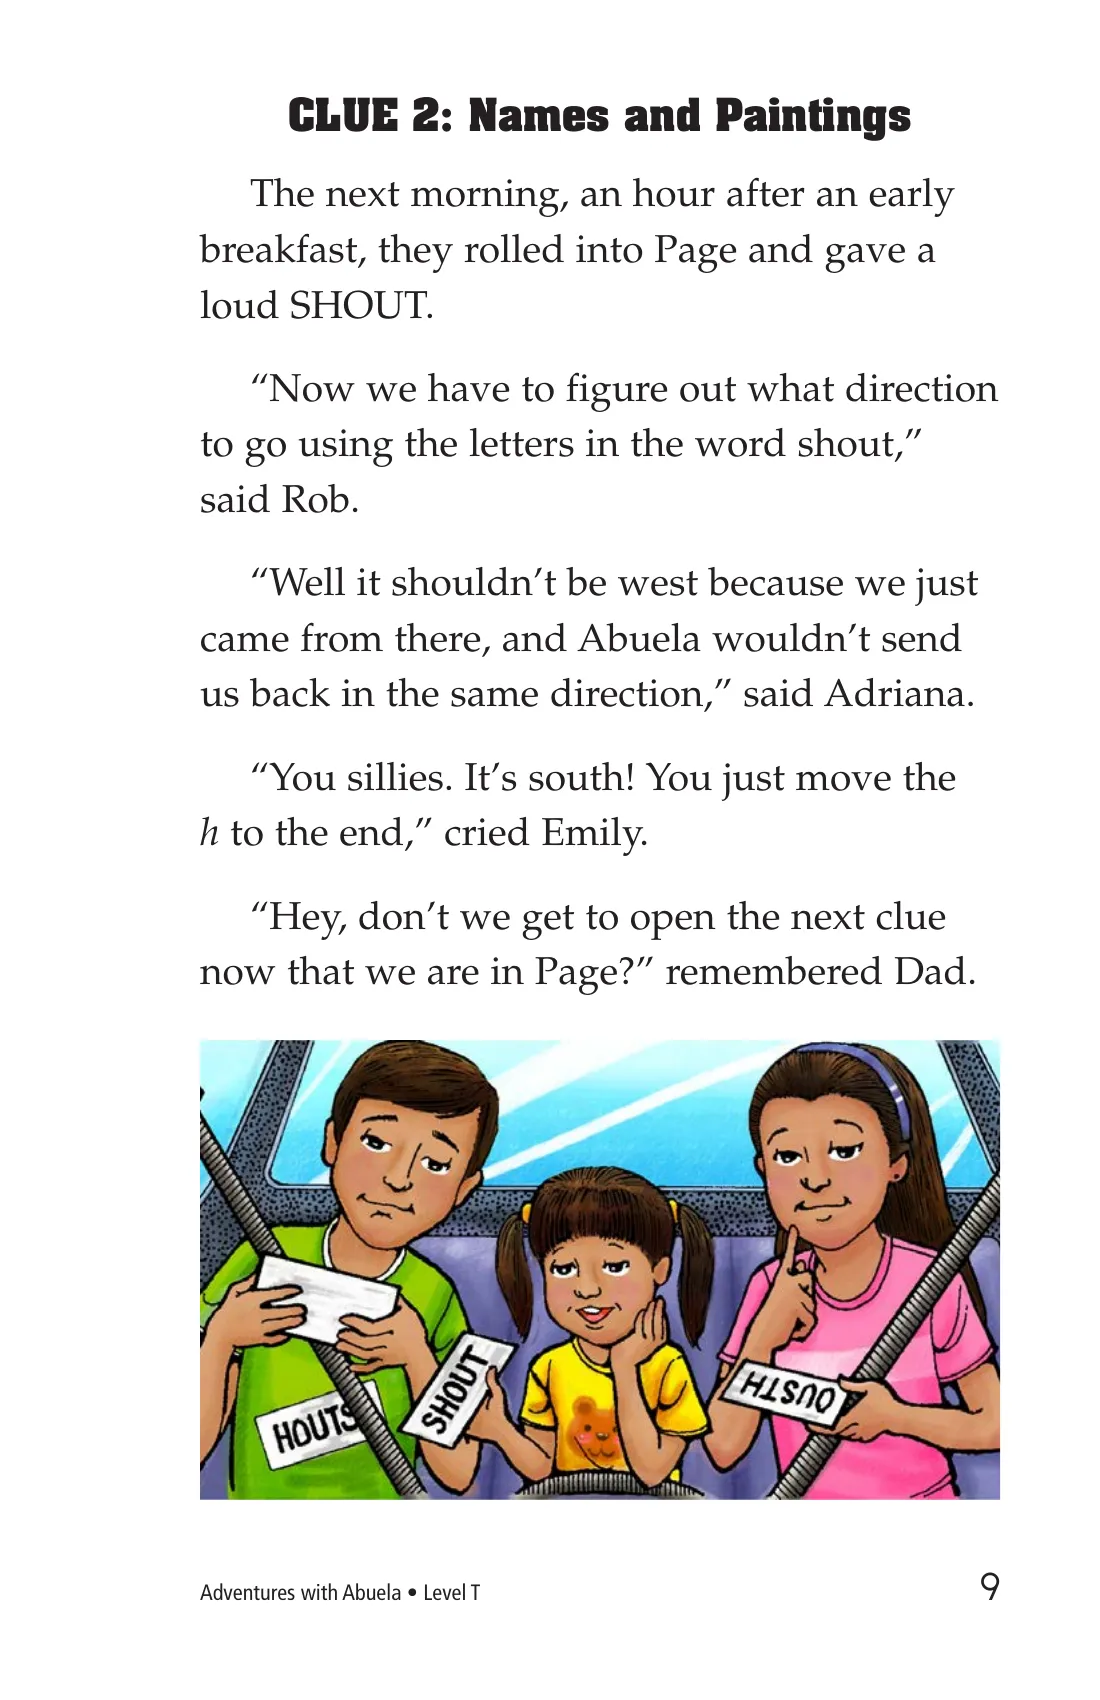 CLUE 2: Names and Paintings
The next morning, an hour after an early
breakfast, they rolled into Page and gave a
loud SHOUT.
“Now we have to figure out what direction
to go using the letters in the word shout,”
said Rob.
“Well it shouldn’t be west because we just
came from there, and Abuela wouldn’t send
us back in the same direction,” said Adriana.
“You sillies. It’s south! You just move the
h to the end,” cried Emily.
“Hey, don’t we get to open the next clue
now that we are in Page?” remembered Dad.
HOUTS
SHOUT
OUSTH
Adventures with Abuela • Level T
9